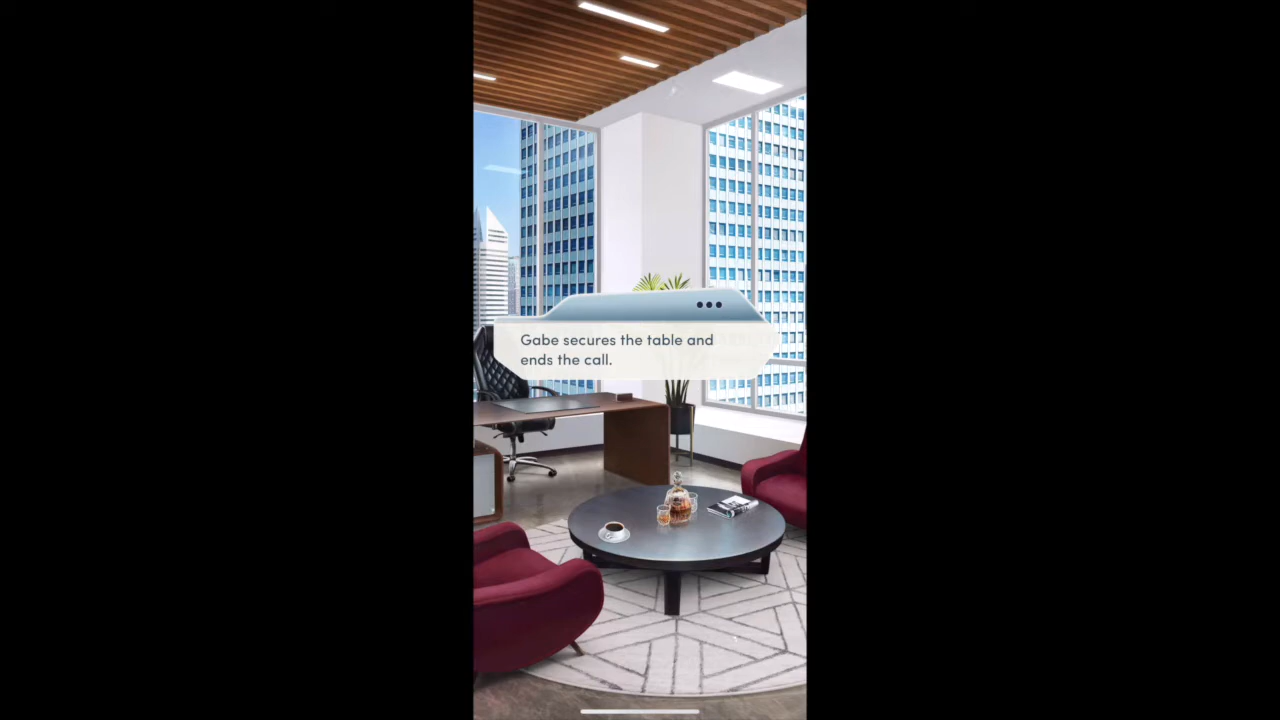 Gabe secures the table and
ends the call.